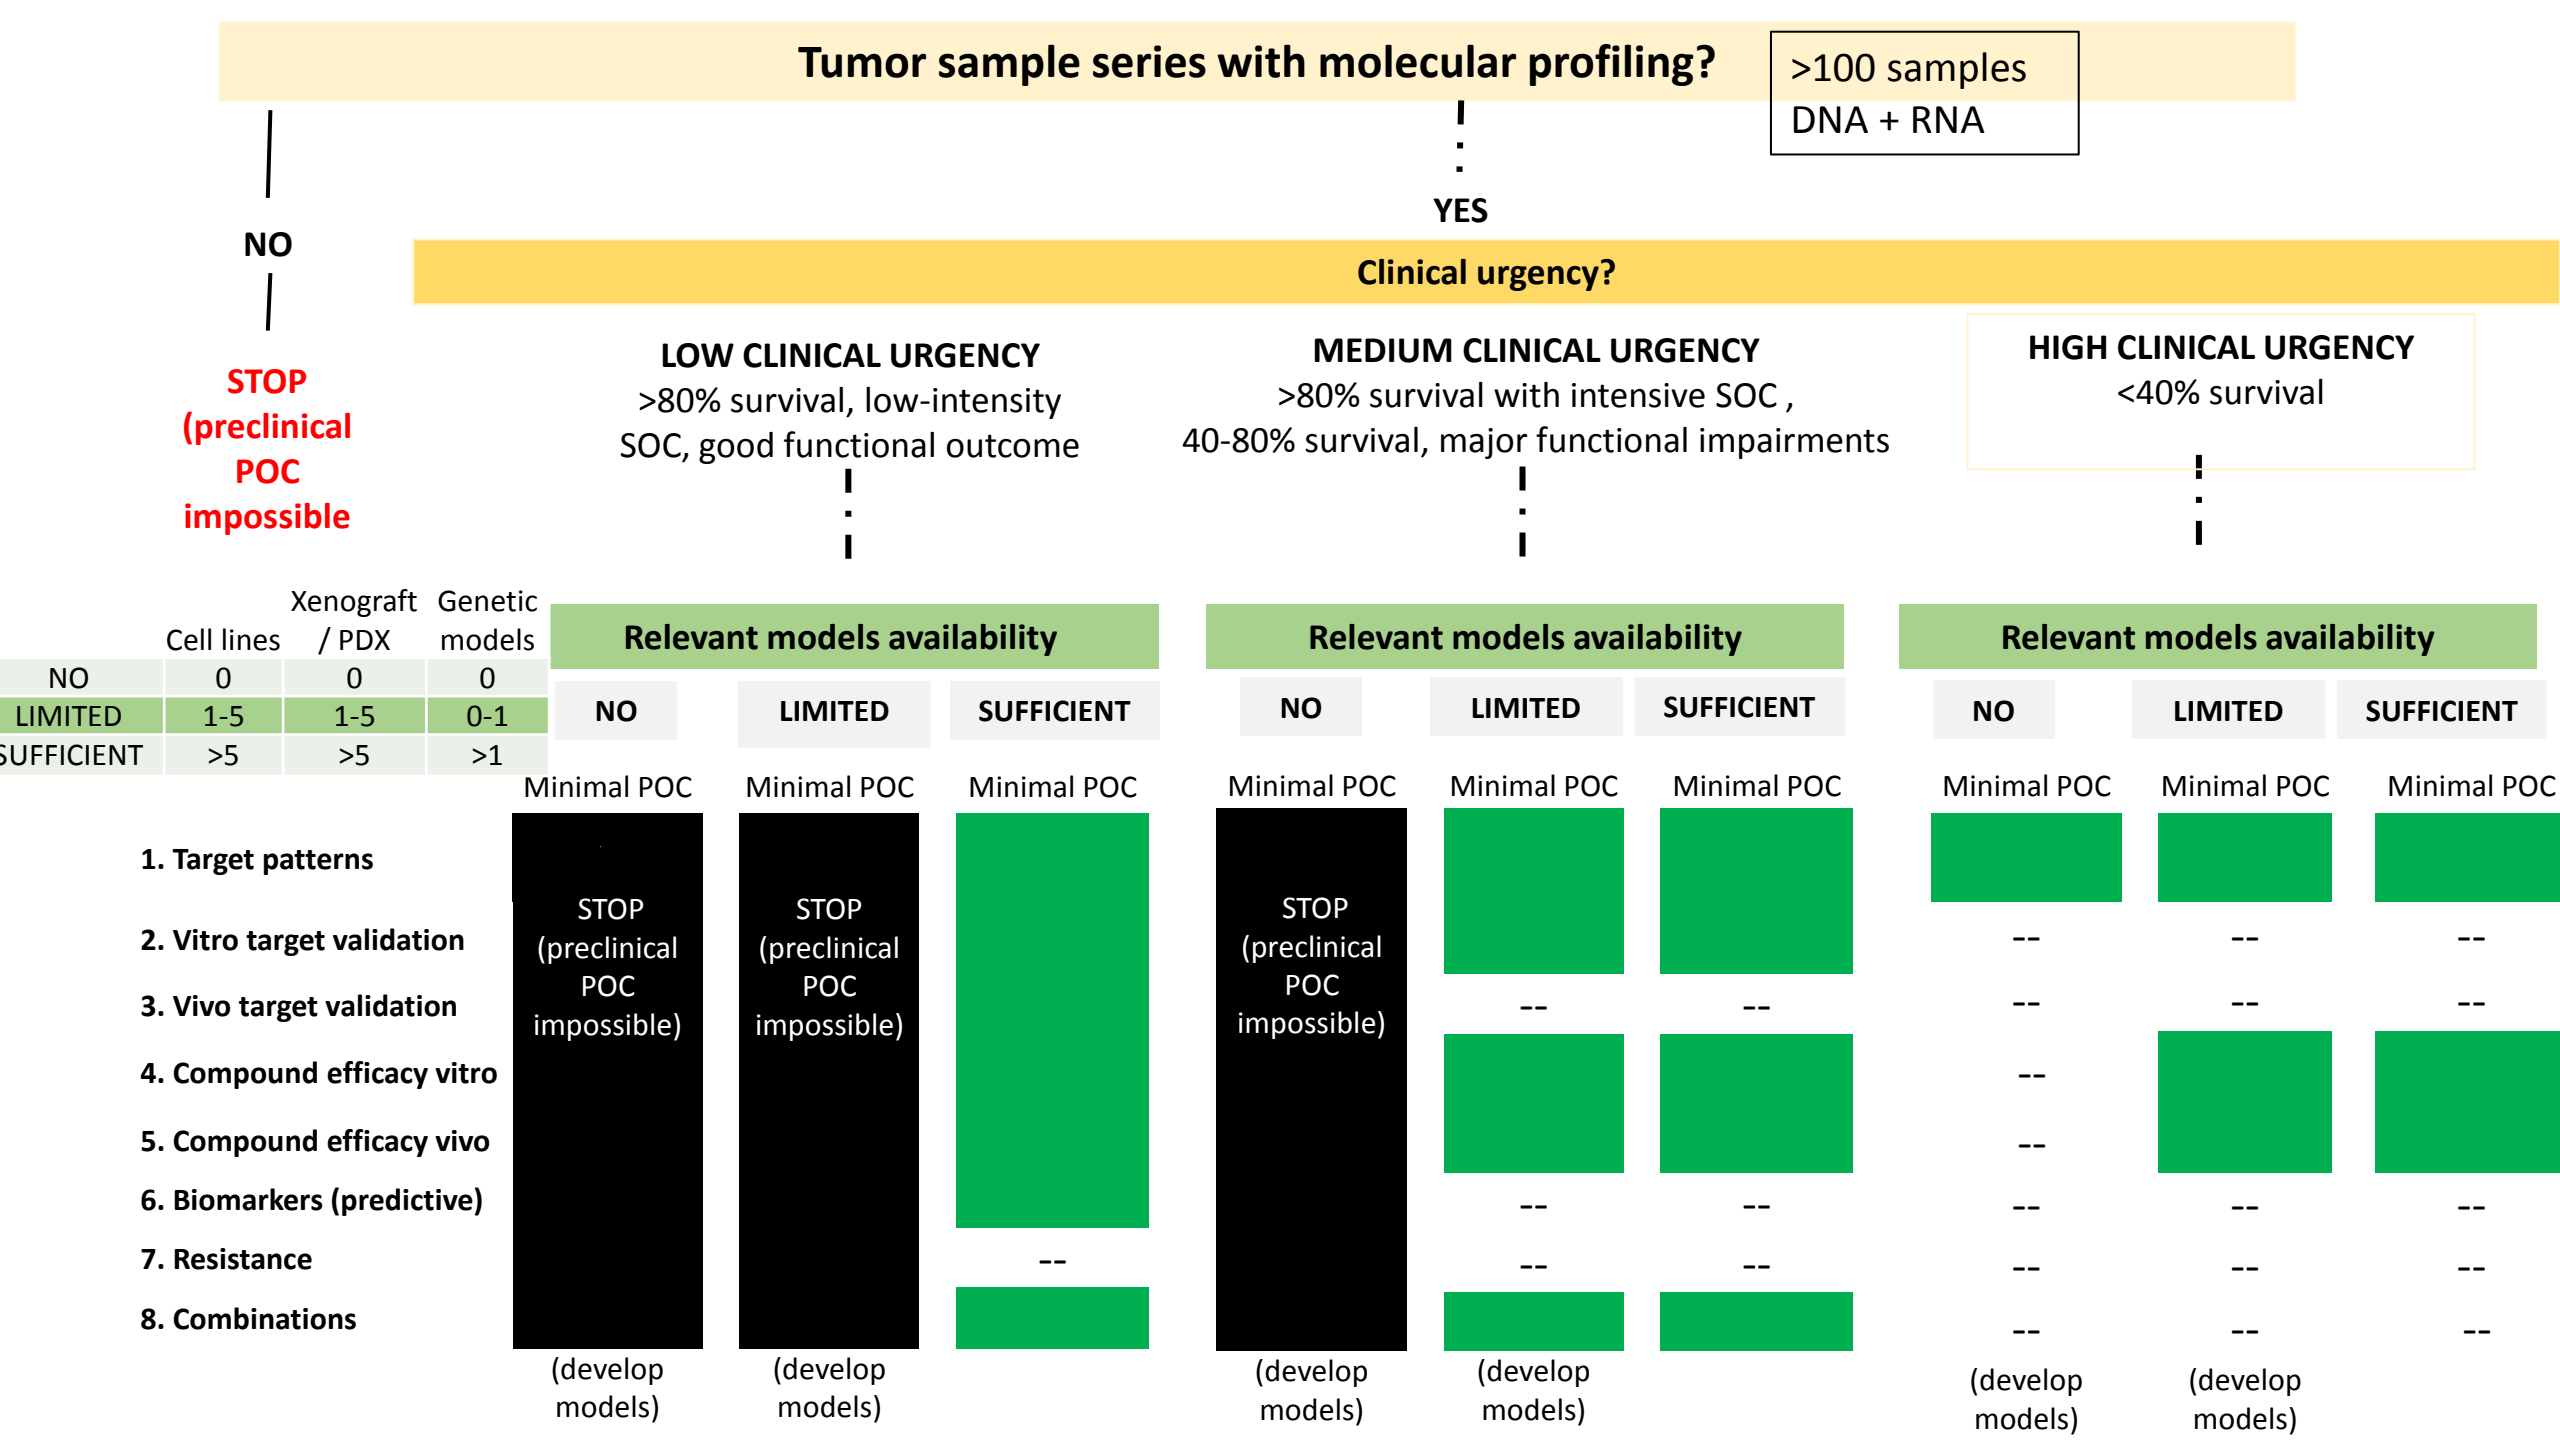 Tumor sample series with molecular profiling?
>100 samples
DNA + RNA
NO
YES
Clinical urgency?
STOP
(preclinical
POC
impossible
LOW CLINICAL URGENCY
>80% survival, low-intensity
SOC, good functional outcome
MEDIUM CLINICAL URGENCY
>80% survival with intensive SOC ,
40-80% survival, major functional impairments
HIGH CLINICAL URGENCY
<40% survival
Cell lines Xenograft / PDX Genetic models
NO 0 0 0
LIMITED 1-5 1-5 0-1
SUFFICIENT >5 >5 >1
Relevant models availability
NO LIMITED SUFFICIENT
Minimal POC Minimal POC Minimal POC
Relevant models availability
NO LIMITED SUFFICIENT
Minimal POC Minimal POC Minimal POC
Relevant models availability
NO LIMITED SUFFICIENT
Minimal POC Minimal POC Minimal POC
1. Target patterns
2. Vitro target validation -- -- --
3. Vivo target validation -- -- -- -- --
4. Compound efficacy vitro --
5. Compound efficacy vivo --
6. Biomarkers (predictive) -- -- -- -- --
7. Resistance -- -- -- -- -- --
8. Combinations -- -- --
STOP
(preclinical
POC
impossible)
STOP
(preclinical
POC
impossible)
STOP
(preclinical
POC
impossible)
(develop
models)
(develop
models)
(develop
models)
(develop
models)
(develop
models)
(develop
models)